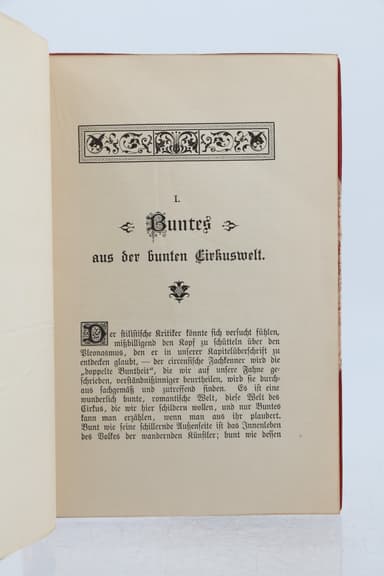 I.
Buntes
aus der bunten Cirkuswelt.
Der stilistische Kritiker könnte sich versucht fühlen,
mißbilligend den Kopf zu schütteln über den
Pleonasmus, den er in unserer Kapitelüberschrift zu
entdecken glaubt, — der circensische Fachkenner wird die
„doppelte Buntheit“, die wir auf unsere Fahne ge-
schrieben, verständnißinniger beurtheilen, wird sie durch-
aus sachgemäß und zutreffend finden. Es ist eine
wunderlich bunte, romantische Welt, diese Welt des
Cirkus, die wir hier schildern wollen, und nur Buntes
kann man erzählen, wenn man aus ihr plaudert.
Bunt wie seine schillernde Außenseite ist das Innenleben
des Volkes der wandernden Künstler; bunt wie dessen